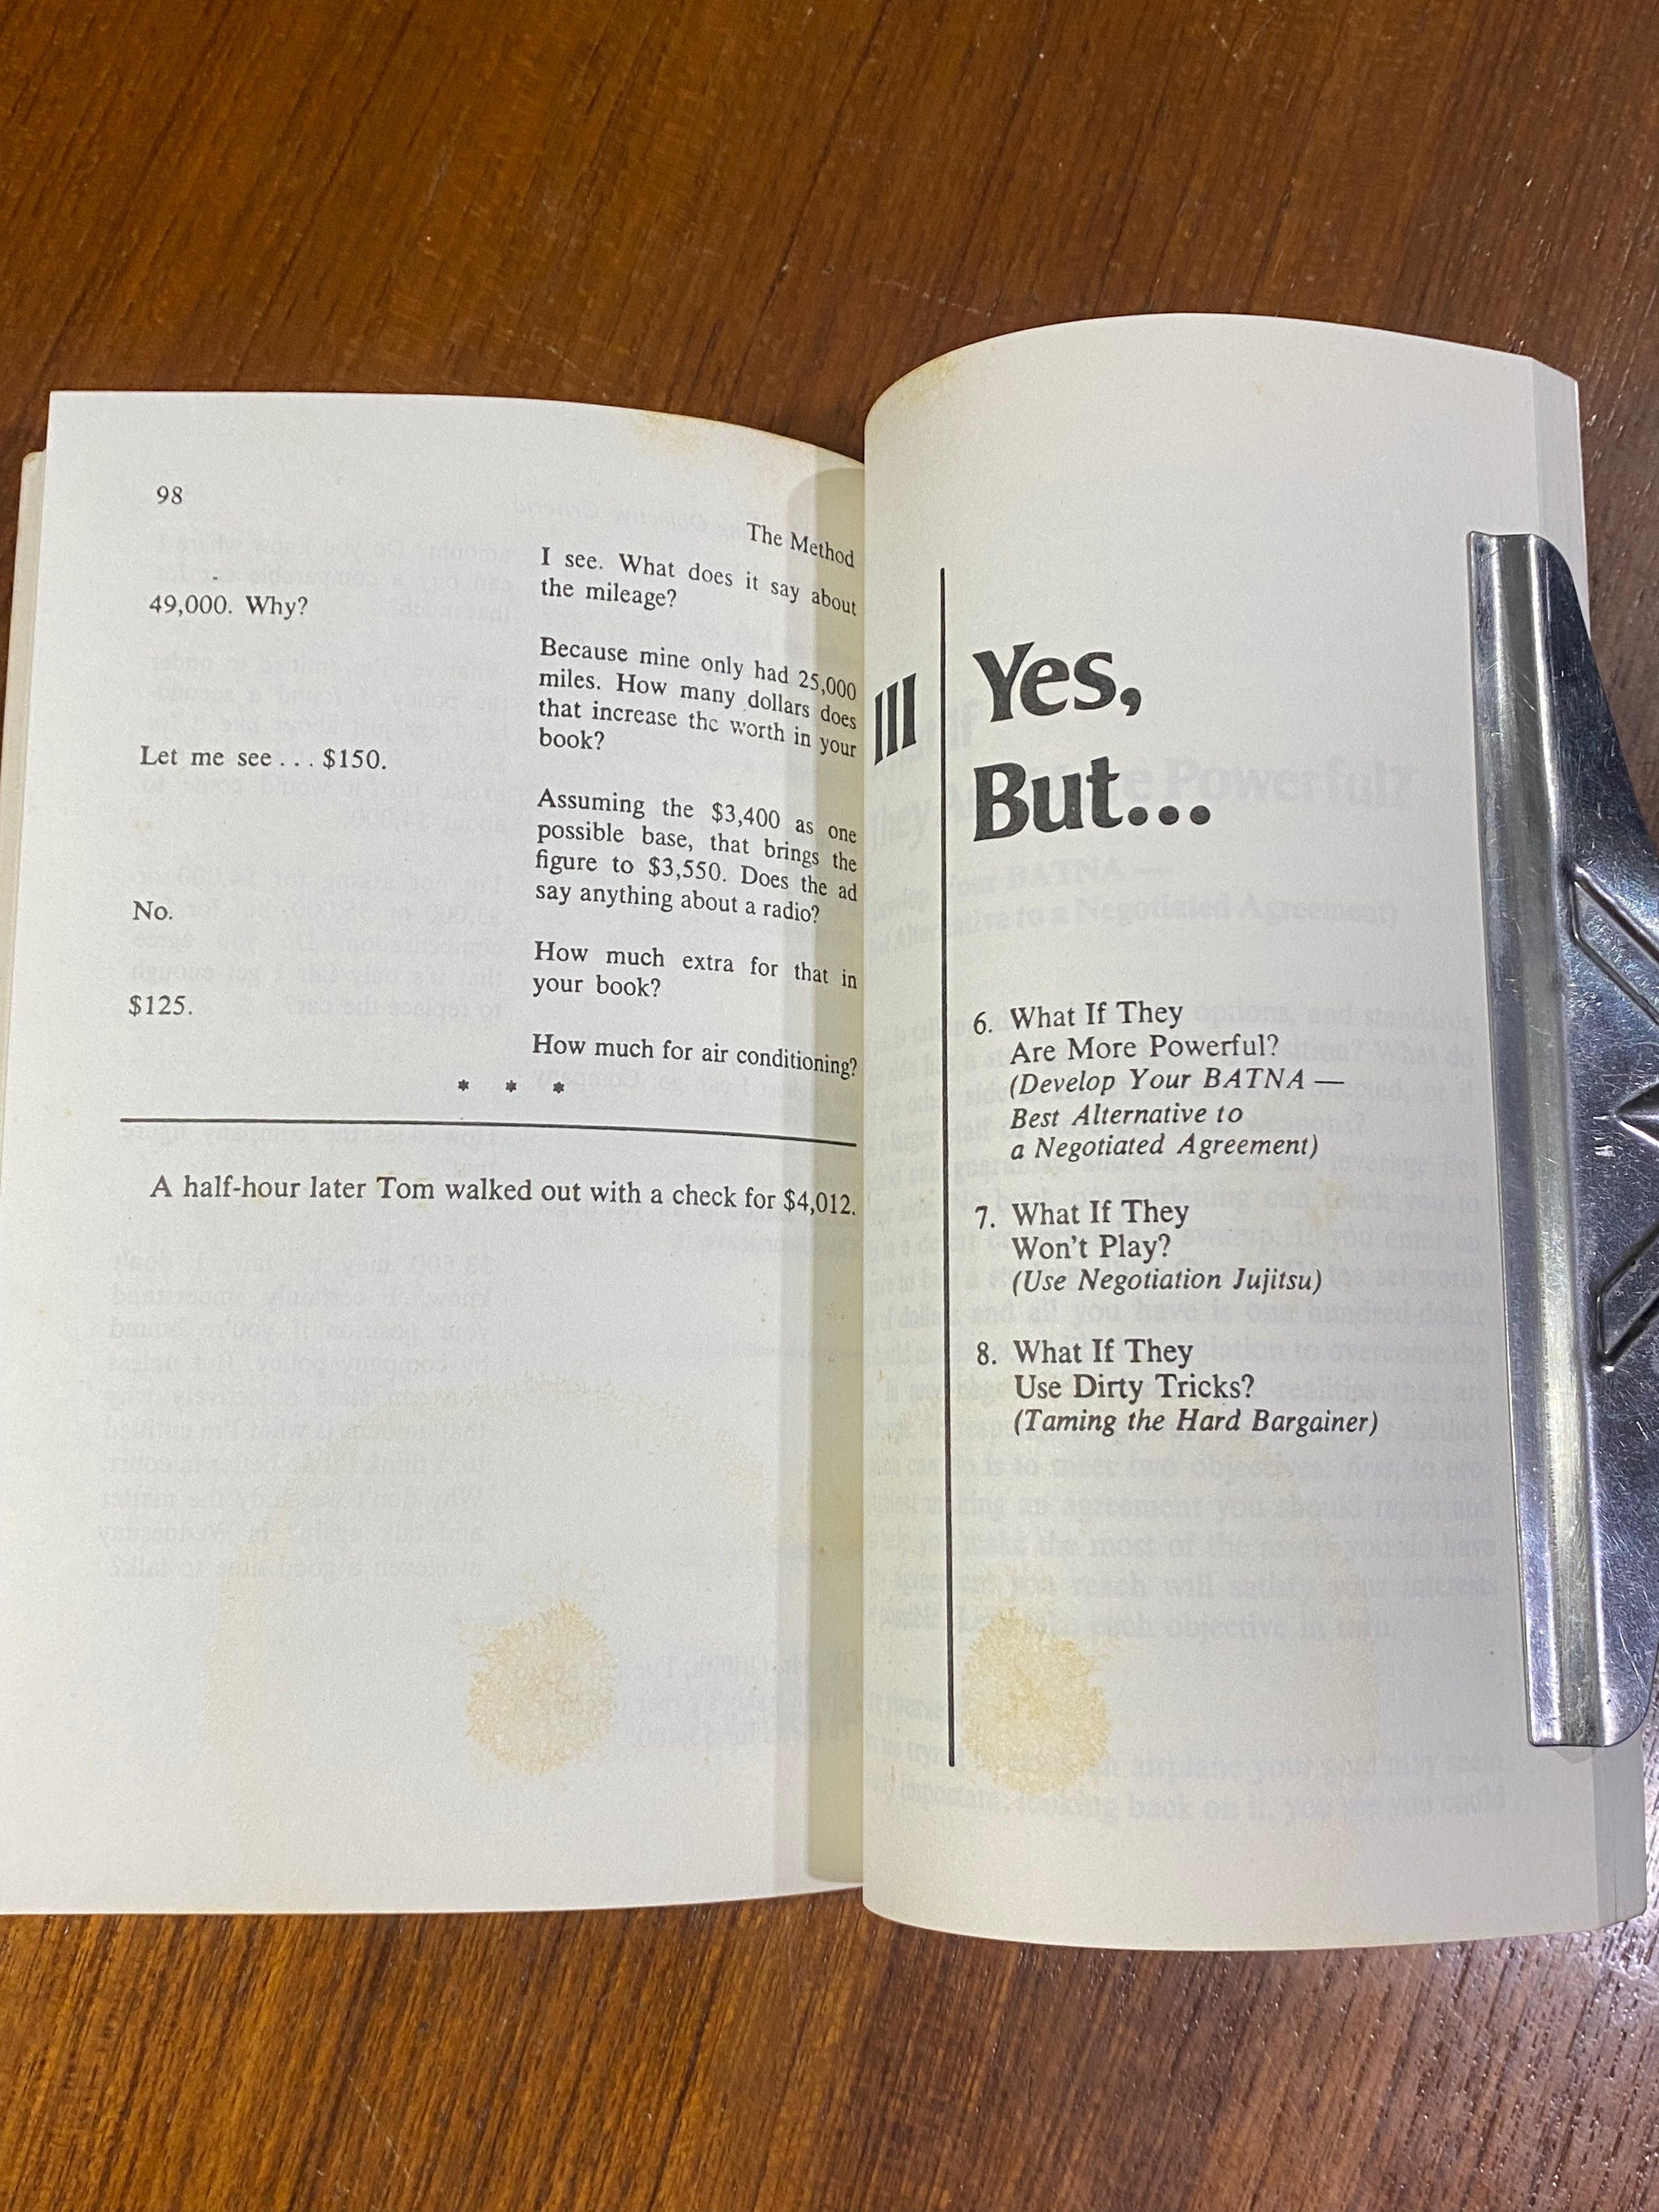 98
The Method
I see. What does it say about
the mileage?
49,000. Why?
Because mine only had 25,000
miles. How many dollars does
that increase the worth in your
book?
Let me see . . . $150.
Assuming the $3,400 as one
possible base, that brings the
figure to $3,550. Does the ad
say anything about a radio?
No.
How much extra for that in
your book?
$125.
How much for air conditioning?
* * *
A half-hour later Tom walked out with a check for $4,012.
III
Yes,
But...
6. What If They
Are More Powerful?
(Develop Your BATNA —
Best Alternative to
a Negotiated Agreement)
7. What If They
Won't Play?
(Use Negotiation Jujitsu)
8. What If They
Use Dirty Tricks?
(Taming the Hard Bargainer)